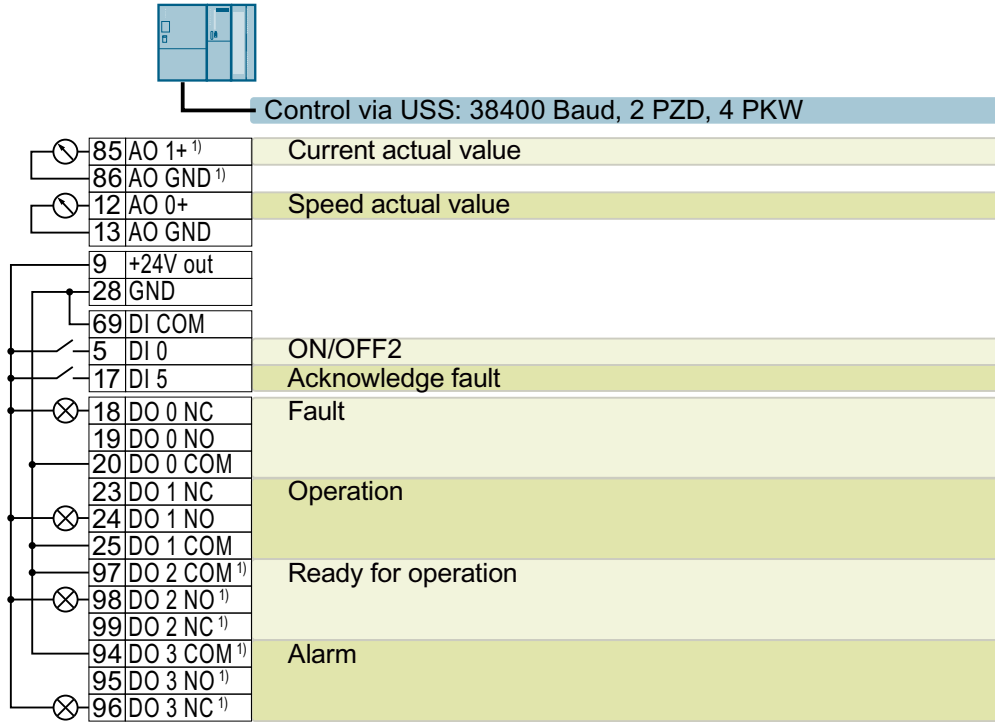 Control via USS: 38400 Baud, 2 PZD, 4 PKW
85 AO 1+ 1) Current actual value
86 AO GND 1)
12 AO 0+ Speed actual value
13 AO GND
9 +24V out
28 GND
69 DI COM
5 DI 0 ON/OFF2
17 DI 5 Acknowledge fault
18 DO 0 NC Fault
19 DO 0 NO
20 DO 0 COM
23 DO 1 NC Operation
24 DO 1 NO
25 DO 1 COM
97 DO 2 COM 1) Ready for operation
98 DO 2 NO 1)
99 DO 2 NC 1)
94 DO 3 COM 1) Alarm
95 DO 3 NO 1)
96 DO 3 NC 1)